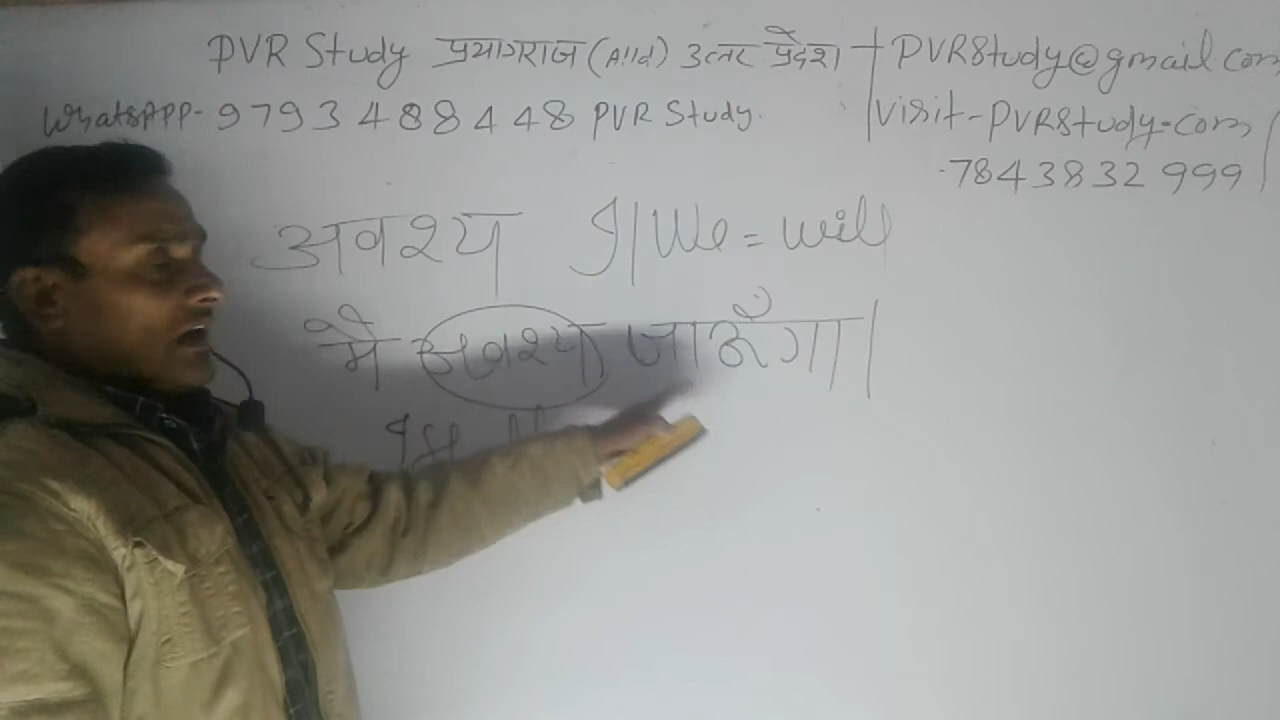 PVR Study प्रयागराज (Alld) उत्तर प्रदेश
PVRStudy@gmail.com
WhatsAPP- 9793488448 PVR Study.
Visit-PVRStudy.com
7843832999
अवश्य I/We = will
मै अवश्य जाऊँगा।